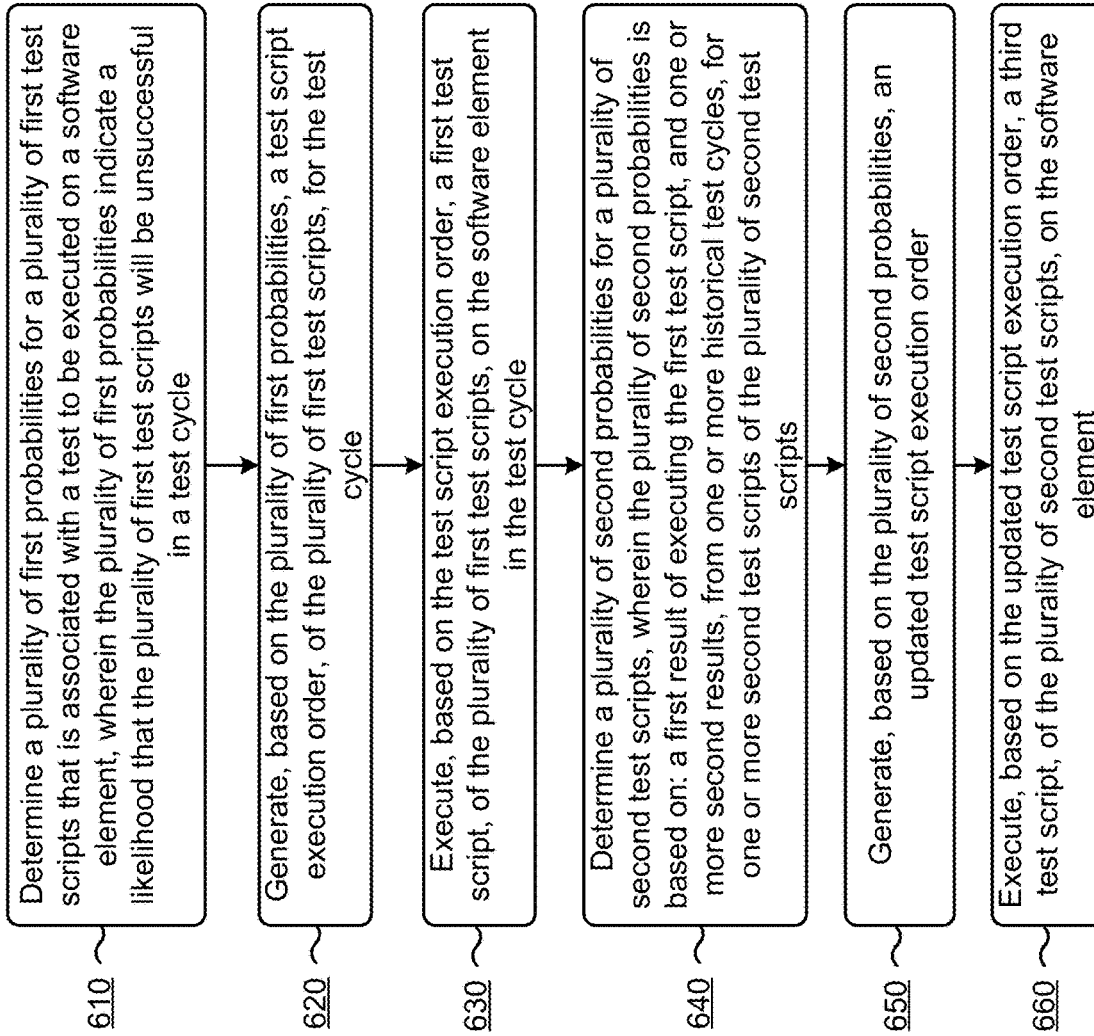 610
Determine a plurality of first probabilities for a plurality of first test
scripts that is associated with a test to be executed on a software
element, wherein the plurality of first probabilities indicate a
likelihood that the plurality of first test scripts will be unsuccessful
in a test cycle
620
Generate, based on the plurality of first probabilities, a test script
execution order, of the plurality of first test scripts, for the test
cycle
630
Execute, based on the test script execution order, a first test
script, of the plurality of first test scripts, on the software element
in the test cycle
640
Determine a plurality of second probabilities for a plurality of
second test scripts, wherein the plurality of second probabilities is
based on: a first result of executing the first test script, and one or
more second results, from one or more historical test cycles, for
one or more second test scripts of the plurality of second test
scripts
650
Generate, based on the plurality of second probabilities, an
updated test script execution order
660
Execute, based on the updated test script execution order, a third
test script, of the plurality of second test scripts, on the software
element